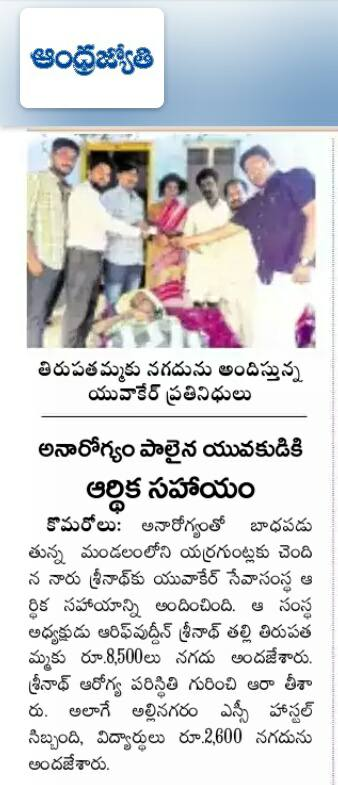 ఆంధ్రజ్యోతి
తిరుపతమ్మకు నగదును అందిస్తున్న
యువాకేర్ ప్రతినిధులు
అనారోగ్యం పాలైన యువకుడికి
ఆర్థిక సహాయం
కొమరోలు: అనారోగ్యంతో బాధపడు
తున్న మండలంలోని యర్రగుంట్లకు చెంది
న నారు శ్రీనాథ్‌కు యువాకేర్ సేవాసంస్థ ఆ
ర్థిక సహాయాన్ని అందించింది. ఆ సంస్థ
అధ్యక్షుడు ఆరిఫ్‌వుద్దీన్ శ్రీనాథ్ తల్లి తిరుపత
మ్మకు రూ.8,500లు నగదు అందజేశారు.
శ్రీనాథ్ ఆరోగ్య పరిస్థితి గురించి ఆరా తీశా
రు. అలాగే అల్లినగరం ఎస్సీ హాస్టల్
సిబ్బంది, విద్యార్థులు రూ.2,600 నగదును
అందజేశారు.